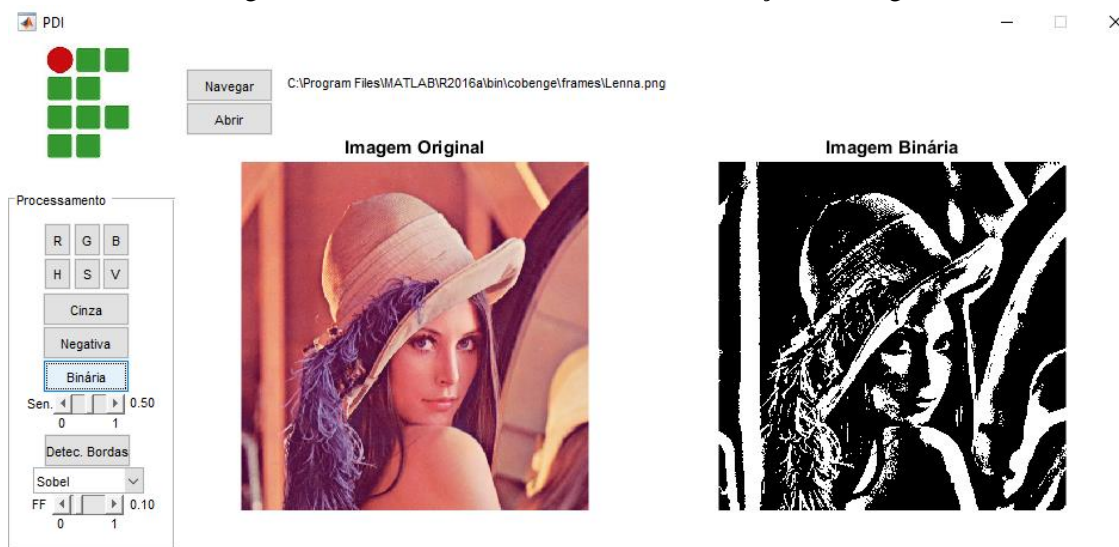 PDI
Navegar
C:\Program Files\MATLAB\R2016a\bin\cobenge\frames\Lenna.png
Abrir
Imagem Original
Imagem Binária
Processamento
R G B
H S V
Cinza
Negativa
Binária
Sen. 0.50
0 1
Detec. Bordas
Sobel
FF 0.10
0 1